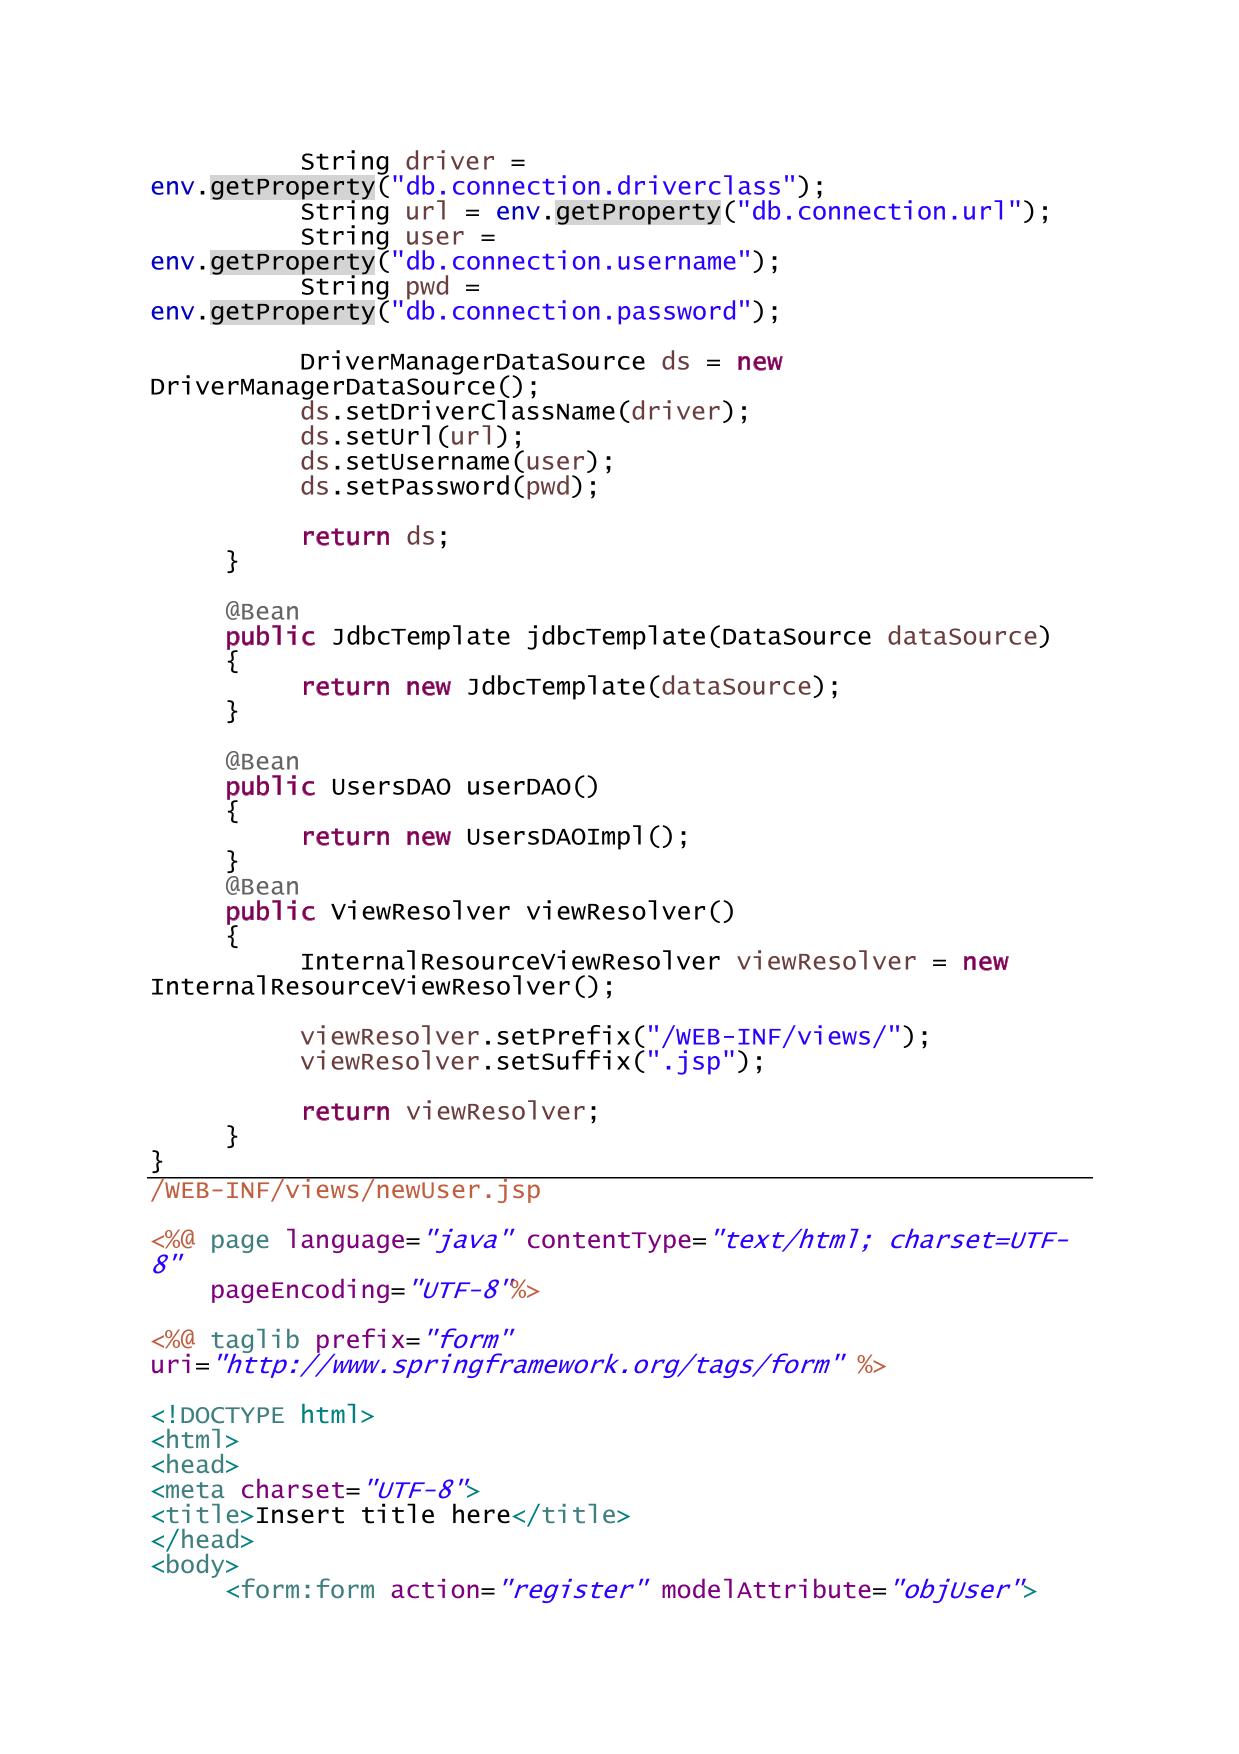 String driver =
env.getProperty("db.connection.driverclass");
String url = env.getProperty("db.connection.url");
String user =
env.getProperty("db.connection.username");
String pwd =
env.getProperty("db.connection.password");
DriverManagerDataSource ds = new
DriverManagerDataSource();
ds.setDriverClassName(driver);
ds.setUrl(url);
ds.setUsername(user);
ds.setPassword(pwd);
return ds;
}
@Bean
public JdbcTemplate jdbcTemplate(DataSource dataSource)
{
return new JdbcTemplate(dataSource);
}
@Bean
public UsersDAO userDAO()
{
return new UsersDAOImpl();
}
@Bean
public ViewResolver viewResolver()
{
InternalResourceViewResolver viewResolver = new
InternalResourceViewResolver();
viewResolver.setPrefix("/WEB-INF/views/");
viewResolver.setSuffix(".jsp");
return viewResolver;
}
}
/WEB-INF/views/newUser.jsp
<%@ page language="java" contentType="text/html; charset=UTF-
8"
pageEncoding="UTF-8"%>
<%@ taglib prefix="form"
uri="http://www.springframework.org/tags/form" %>
<!DOCTYPE html>
<html>
<head>
<meta charset="UTF-8">
<title>Insert title here</title>
</head>
<body>
<form:form action="register" modelAttribute="objUser">